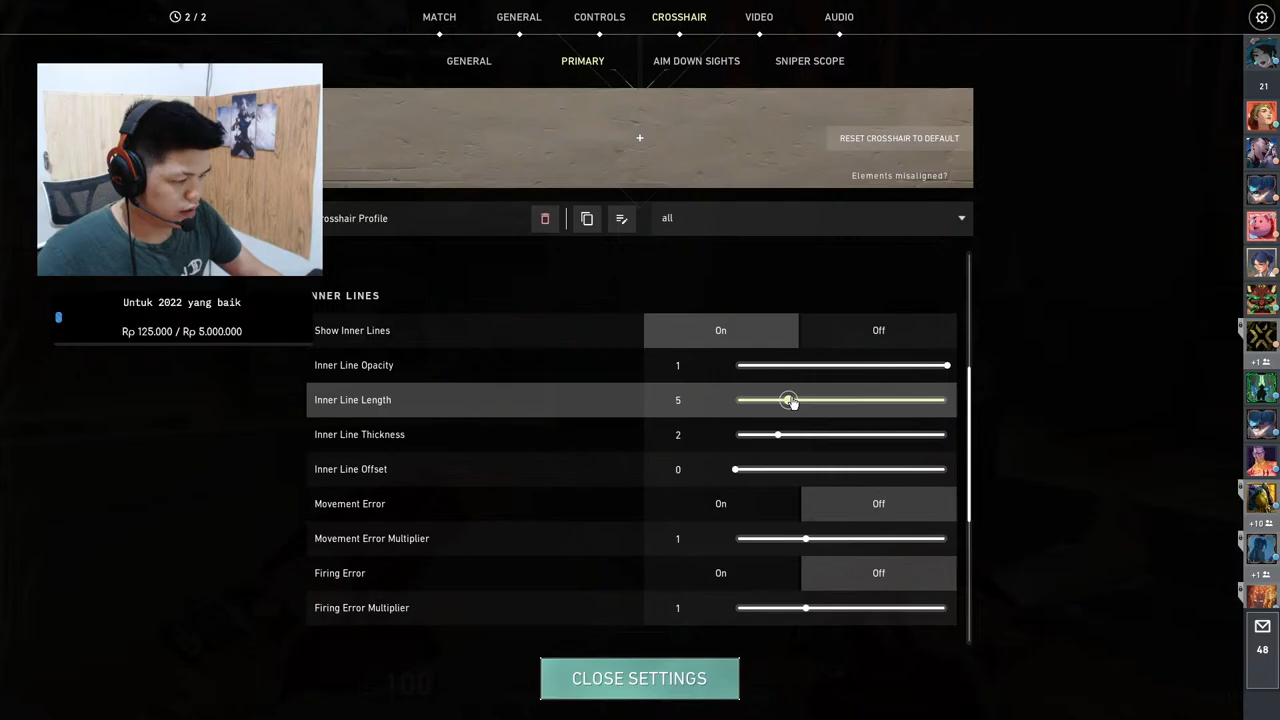 2 / 2
MATCH
GENERAL
CONTROLS
CROSSHAIR
VIDEO
AUDIO
GENERAL
PRIMARY
AIM DOWN SIGHTS
SNIPER SCOPE
RESET CROSSHAIR TO DEFAULT
Elements misaligned?
rosshair Profile
all
Untuk 2022 yang baik
Rp 125.000 / Rp 5.000.000
NNER LINES
Show Inner Lines On Off
Inner Line Opacity 1
Inner Line Length 5
Inner Line Thickness 2
Inner Line Offset 0
Movement Error On Off
Movement Error Multiplier 1
Firing Error On Off
Firing Error Multiplier 1
CLOSE SETTINGS
100
21
+1
+10
+1
48